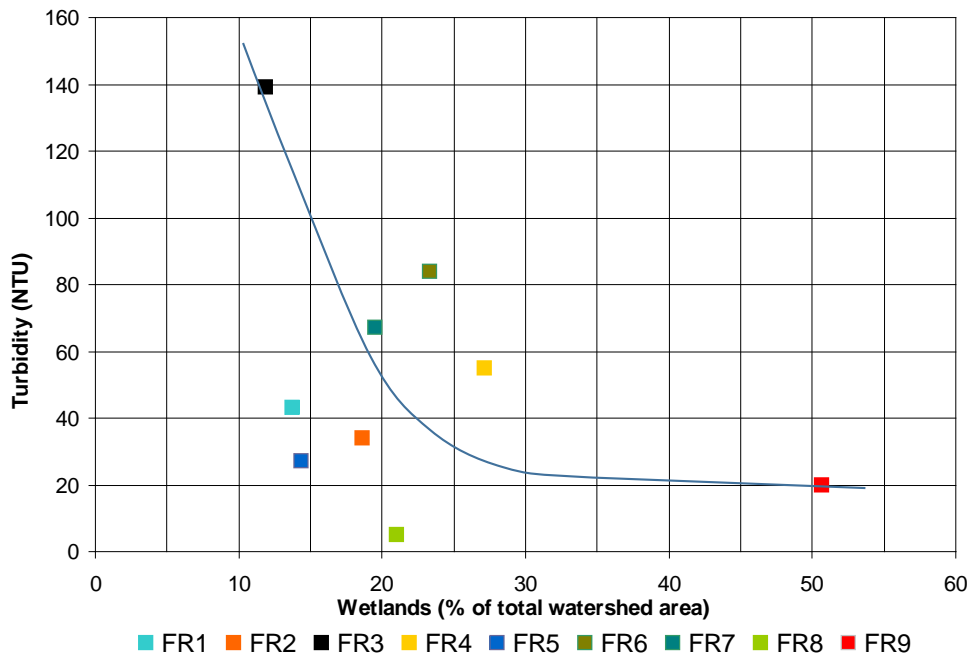 160
140
120
100
80
60
40
20
0
Turbidity (NTU)
0 10 20 30 40 50 60
Wetlands (% of total watershed area)
FR1 FR2 FR3 FR4 FR5 FR6 FR7 FR8 FR9